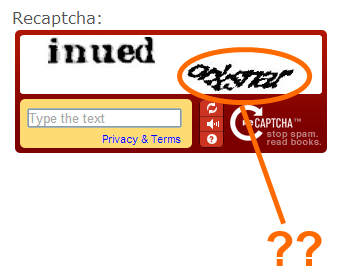 Recaptcha:
inued
Type the text
Privacy & Terms
reCAPTCHA™
stop spam.
read books.
??